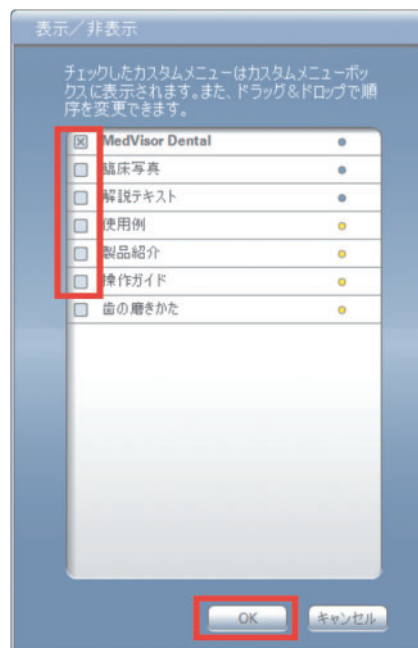 表示／非表示
チェックしたカスタムメニューはカスタムメニューボッ
クスに表示されます。また、ドラッグ&ドロップで順
序を変更できます。
MedVisor Dental
臨床写真
解説テキスト
使用例
製品紹介
操作ガイド
歯の磨きかた
OK
キャンセル